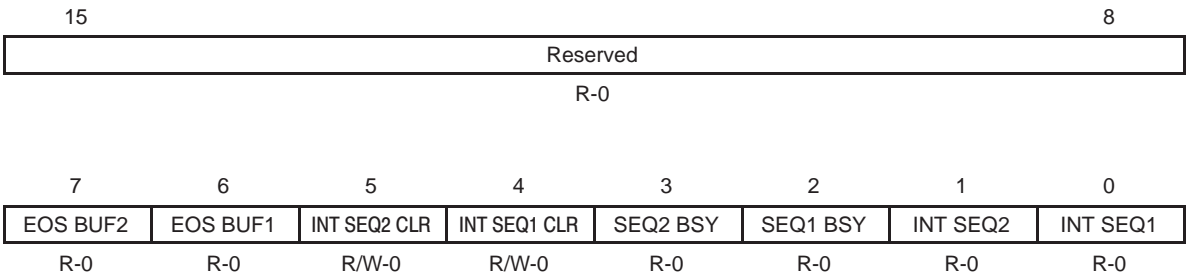 15 8
Reserved
R-0
7 6 5 4 3 2 1 0
EOS BUF2 EOS BUF1 INT SEQ2 CLR INT SEQ1 CLR SEQ2 BSY SEQ1 BSY INT SEQ2 INT SEQ1
R-0 R-0 R/W-0 R/W-0 R-0 R-0 R-0 R-0